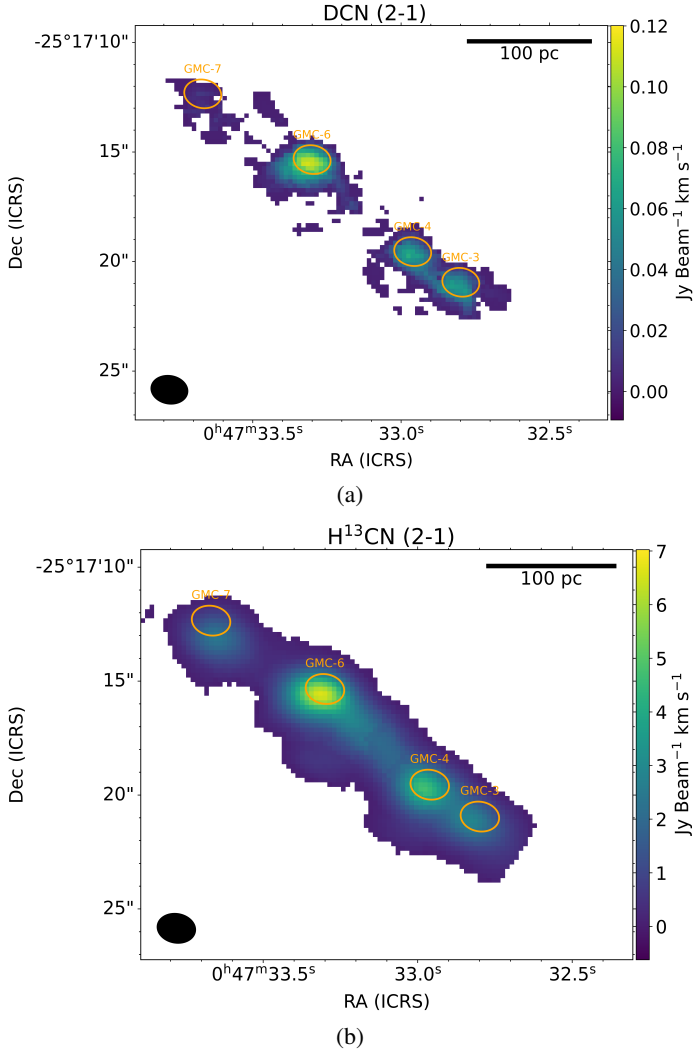 DCN (2-1)
-25°17'10"
15"
20"
25"
Dec (ICRS)
GMC-7
GMC-6
GMC-4
GMC-3
100 pc
0.12
0.10
0.08
0.06
0.04
0.02
0.00
Jy Beam⁻¹ km s⁻¹
0ʰ47ᵐ33.5ˢ
33.0ˢ
32.5ˢ
RA (ICRS)
(a)
H¹³CN (2-1)
-25°17'10"
15"
20"
25"
Dec (ICRS)
GMC-7
GMC-6
GMC-4
GMC-3
100 pc
7
6
5
4
3
2
1
0
Jy Beam⁻¹ km s⁻¹
0ʰ47ᵐ33.5ˢ
33.0ˢ
32.5ˢ
RA (ICRS)
(b)